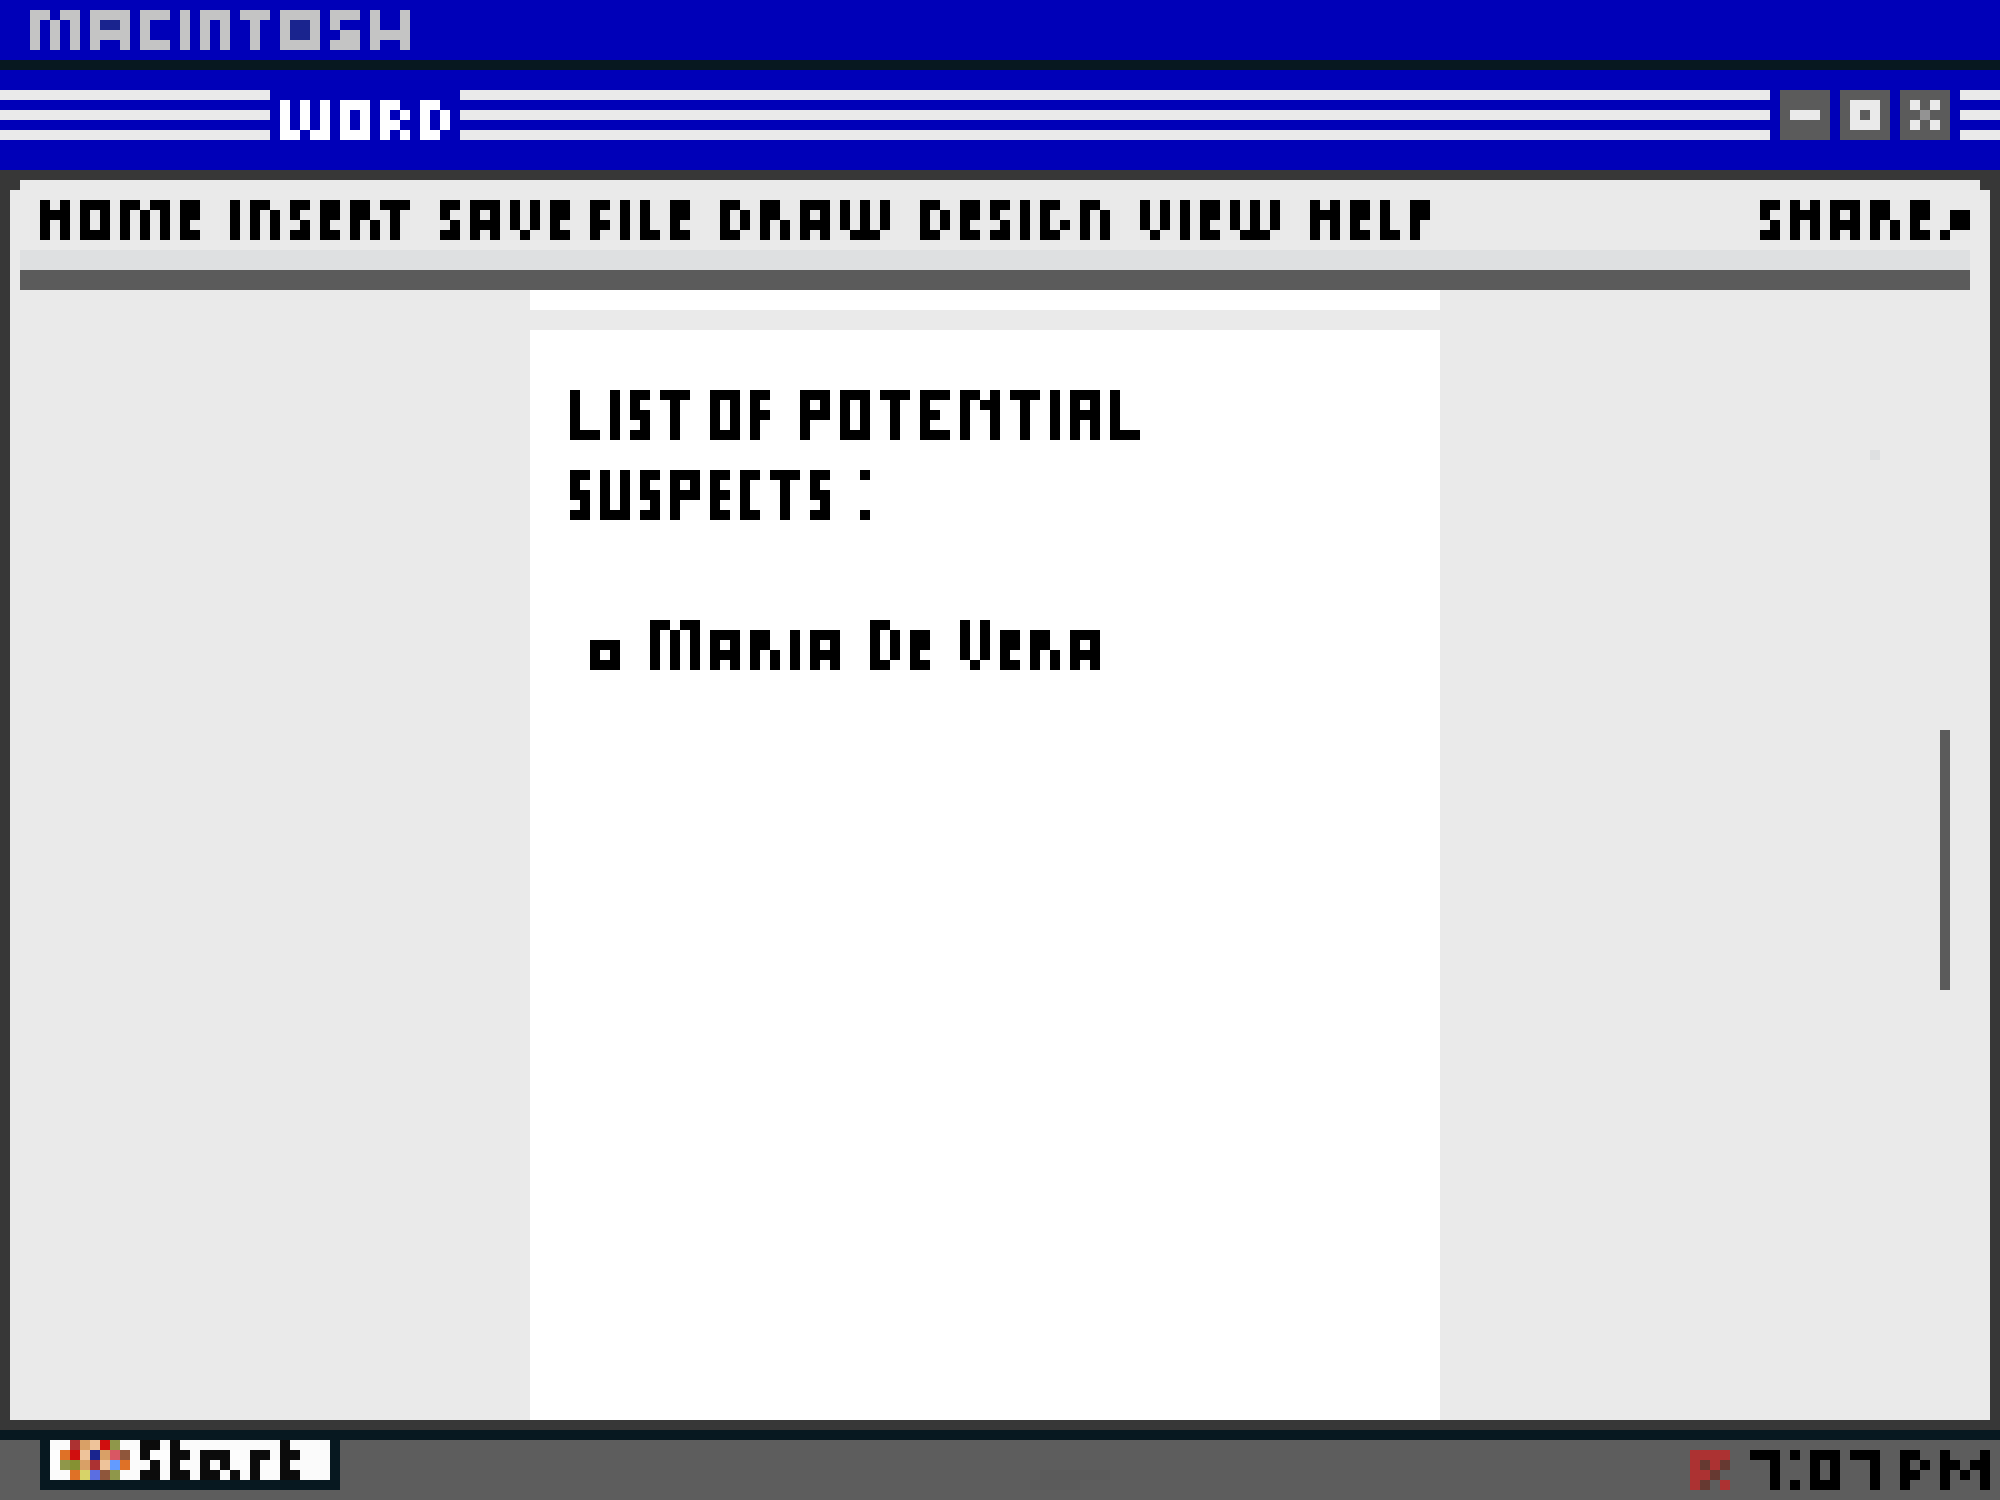 MACINTOSH
WORD
HOME INSERT SAVE FILE DRAW DESIGN VIEW HELP SHARE
LIST OF POTENTIAL
SUSPECTS :
Maria De Vera
Start 7:07 PM